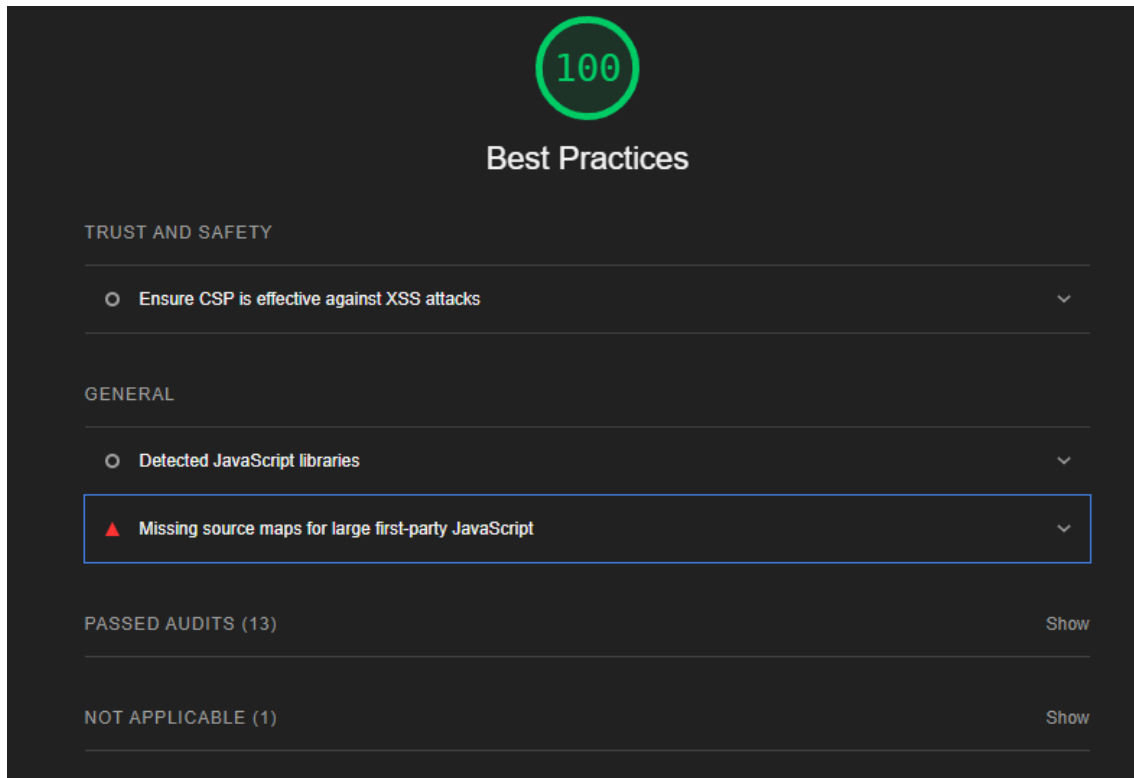 100
Best Practices
TRUST AND SAFETY
Ensure CSP is effective against XSS attacks
GENERAL
Detected JavaScript libraries
Missing source maps for large first-party JavaScript
PASSED AUDITS (13) Show
NOT APPLICABLE (1) Show